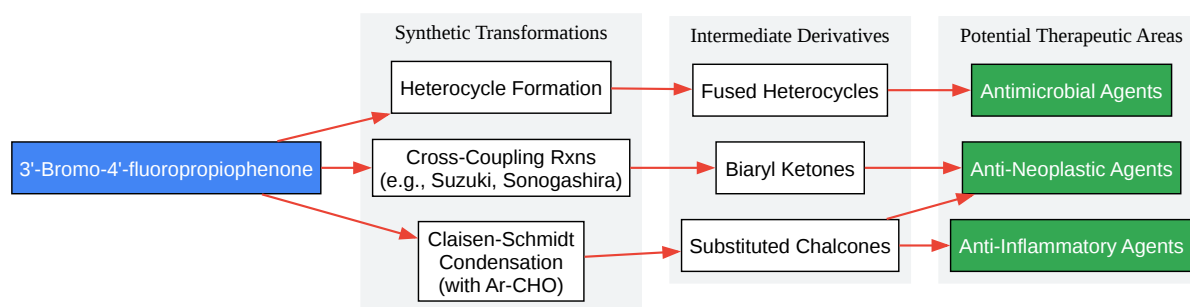 Synthetic Transformations
Intermediate Derivatives
Potential Therapeutic Areas
Heterocycle Formation
Fused Heterocycles
Antimicrobial Agents
3'-Bromo-4'-fluoropropiophenone
Cross-Coupling Rxns
(e.g., Suzuki, Sonogashira)
Biaryl Ketones
Anti-Neoplastic Agents
Claisen-Schmidt
Condensation
(with Ar-CHO)
Substituted Chalcones
Anti-Inflammatory Agents